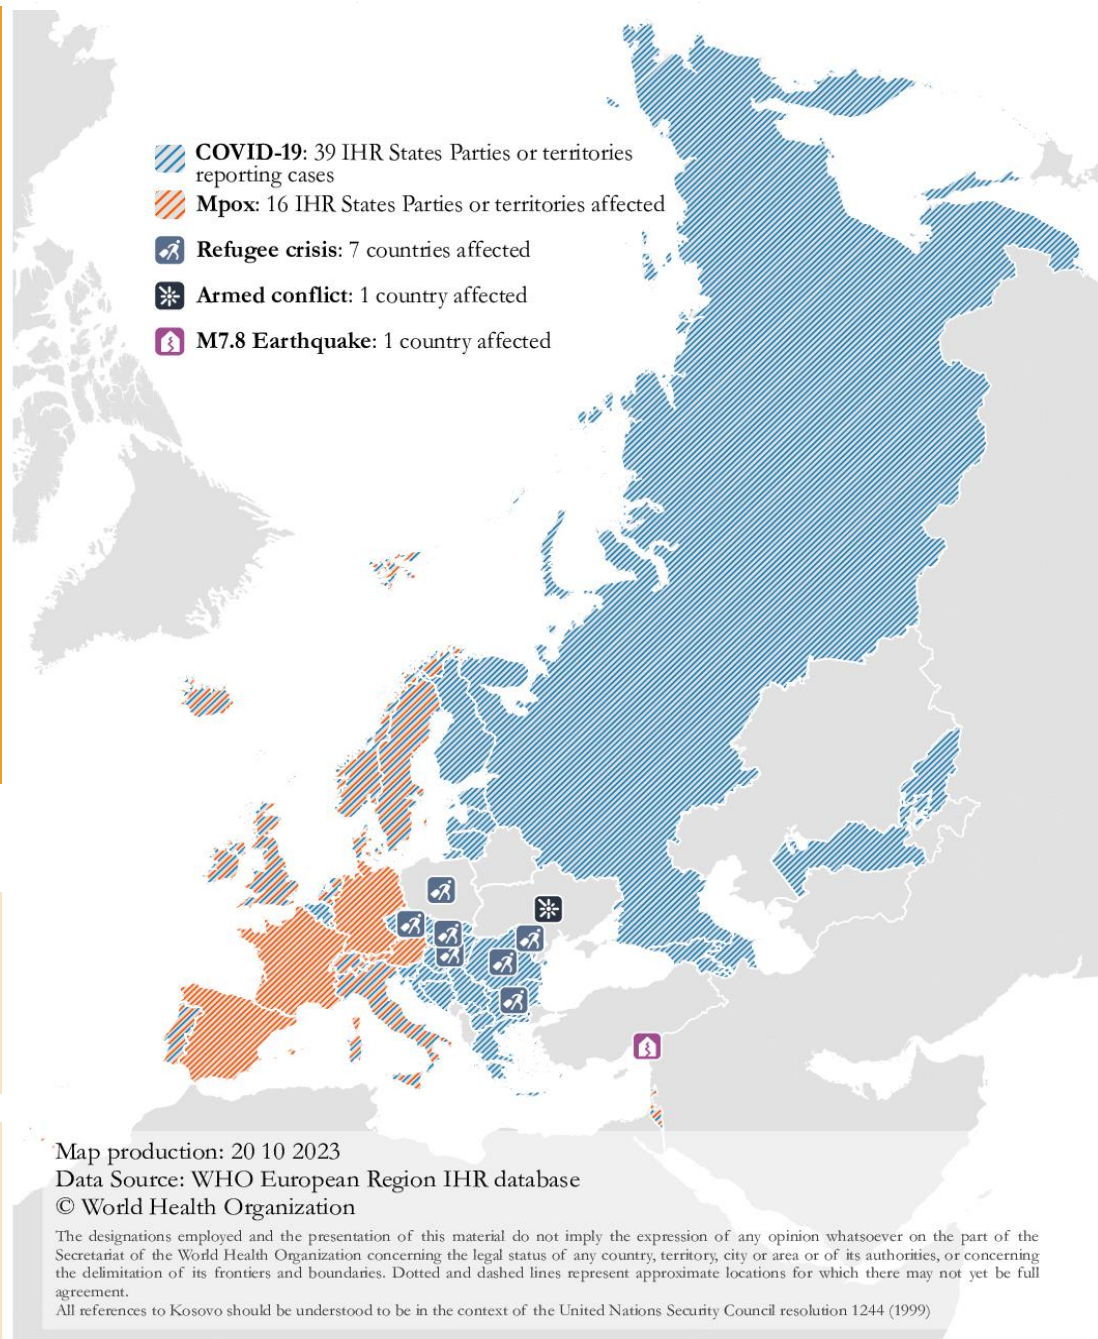 COVID-19: 39 IHR States Parties or territories
reporting cases
Mpox: 16 IHR States Parties or territories affected
Refugee crisis: 7 countries affected
Armed conflict: 1 country affected
M7.8 Earthquake: 1 country affected
Map production: 20 10 2023
Data Source: WHO European Region IHR database
© World Health Organization
The designations employed and the presentation of this material do not imply the expression of any opinion whatsoever on the part of the
Secretariat of the World Health Organization concerning the legal status of any country, territory, city or area or of its authorities, or concerning
the delimitation of its frontiers and boundaries. Dotted and dashed lines represent approximate locations for which there may not yet be full
agreement.
All references to Kosovo should be understood to be in the context of the United Nations Security Council resolution 1244 (1999)